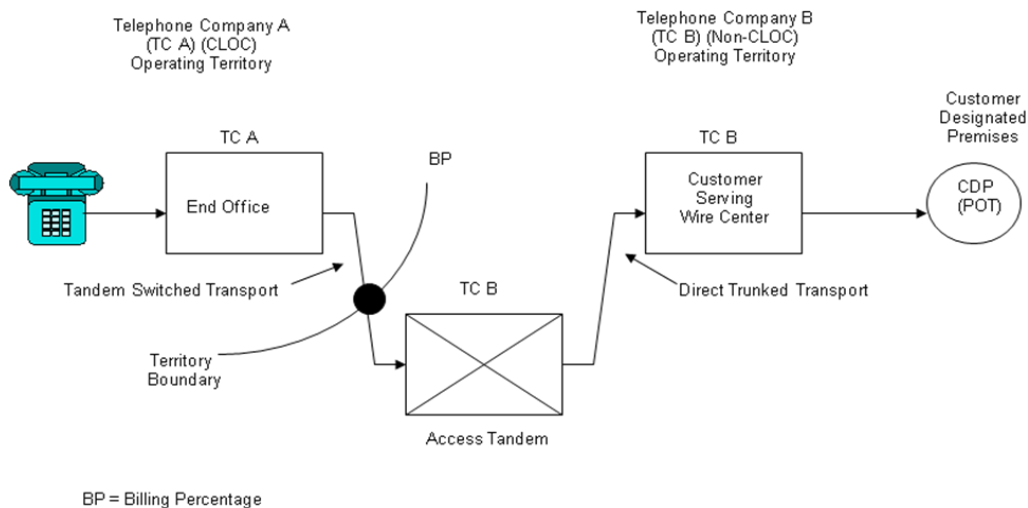 Telephone Company A
(TC A) (CLOC)
Operating Territory
Telephone Company B
(TC B) (Non-CLOC)
Operating Territory
Customer
Designated
Premises
TC A
BP
TC B
End Office
Customer
Serving
Wire Center
CDP
(POT)
Tandem Switched Transport
TC B
Direct Trunked Transport
Territory
Boundary
Access Tandem
BP = Billing Percentage